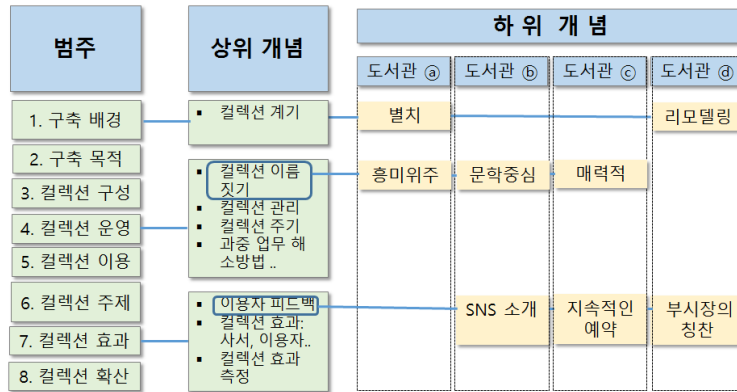 범주
상위 개념
하 위 개 념
도서관 ⓐ
도서관 ⓑ
도서관 ⓒ
도서관 ⓓ
1. 구축 배경
2. 구축 목적
3. 컬렉션 구성
4. 컬렉션 운영
5. 컬렉션 이용
6. 컬렉션 주제
7. 컬렉션 효과
8. 컬렉션 확산
▪ 컬렉션 계기
▪ 컬렉션 이름
짓기
▪ 컬렉션 관리
▪ 컬렉션 주기
▪ 과중 업무 해
소방법 ..
▪ 이용자 피드백
▪ 컬렉션 효과:
사서, 이용자..
▪ 컬렉션 효과
측정
별치
리모델링
흥미위주
문학중심
매력적
SNS 소개
지속적인
예약
부시장의
칭찬